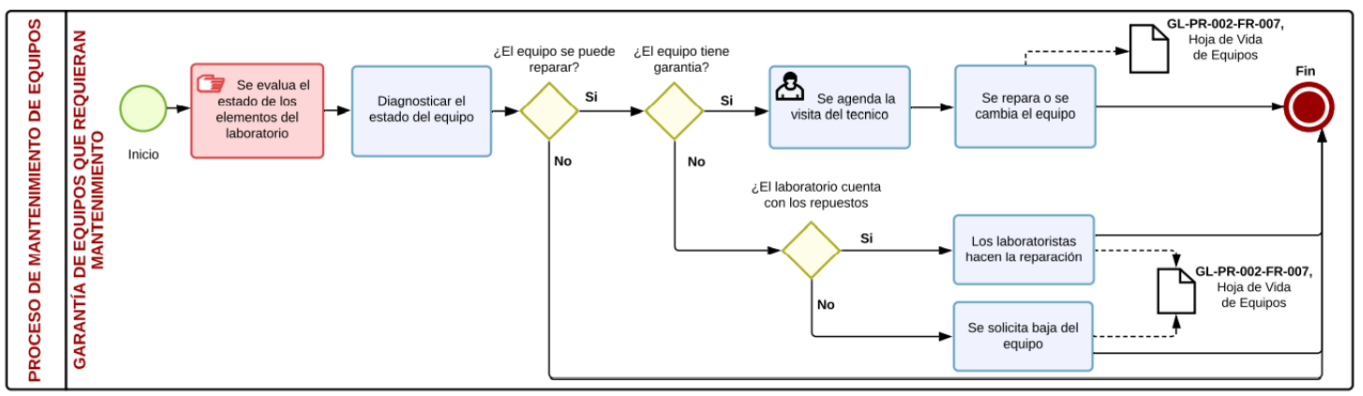 PROCESO DE MANTENIMIENTO DE EQUIPOS
GARANTÍA DE EQUIPOS QUE REQUIERAN
MANTENIMIENTO
Inicio
Se evalua el
estado de los
elementos del
laboratorio
Diagnosticar el
estado del equipo
¿El equipo se puede
reparar?
Si
No
¿El equipo tiene
garantia?
Si
No
Se agenda la
visita del tecnico
Se repara o se
cambia el equipo
GL-PR-002-FR-007,
Hoja de Vida
de Equipos
Fin
¿El laboratorio cuenta
con los repuestos
Si
No
Los laboratoristas
hacen la reparación
Se solicita baja del
equipo
GL-PR-002-FR-007,
Hoja de Vida
de Equipos